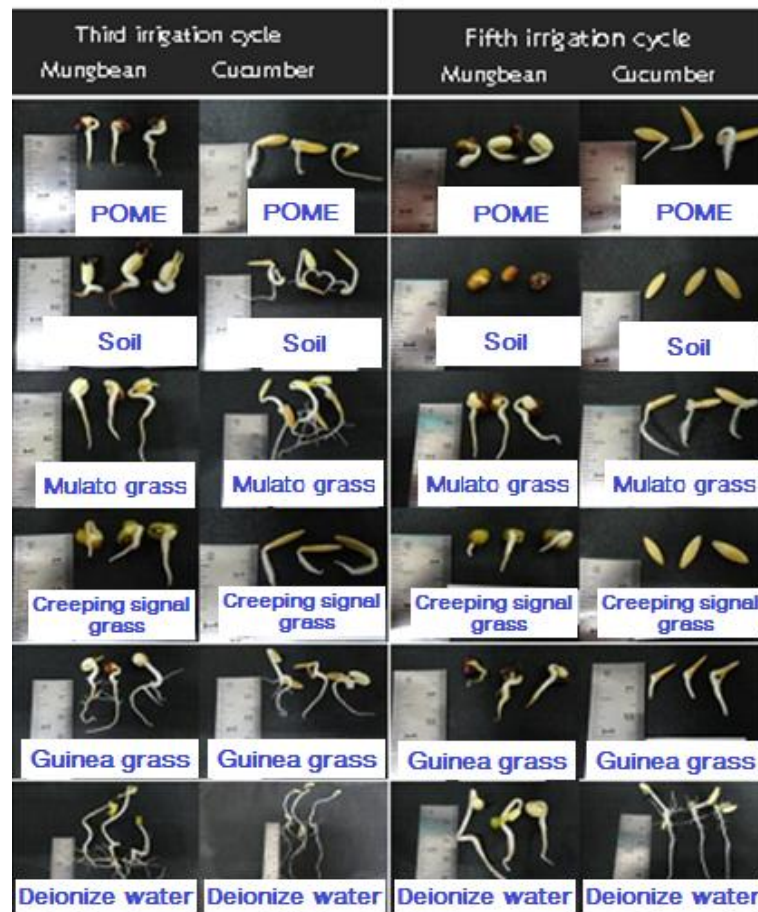 Third irrigation cycle
Fifth irrigation cycle
Mungbean Cucumber
Mungbean Cucumber
POME POME POME POME
Soil Soil Soil Soil
Mulato grass Mulato grass Mulato grass Mulato grass
Creeping signal Creeping signal Creeping signal Creeping signal
grass grass grass grass
Guinea grass Guinea grass Guinea grass Guinea grass
Deionize water Deionize water Deionize water Deionize water